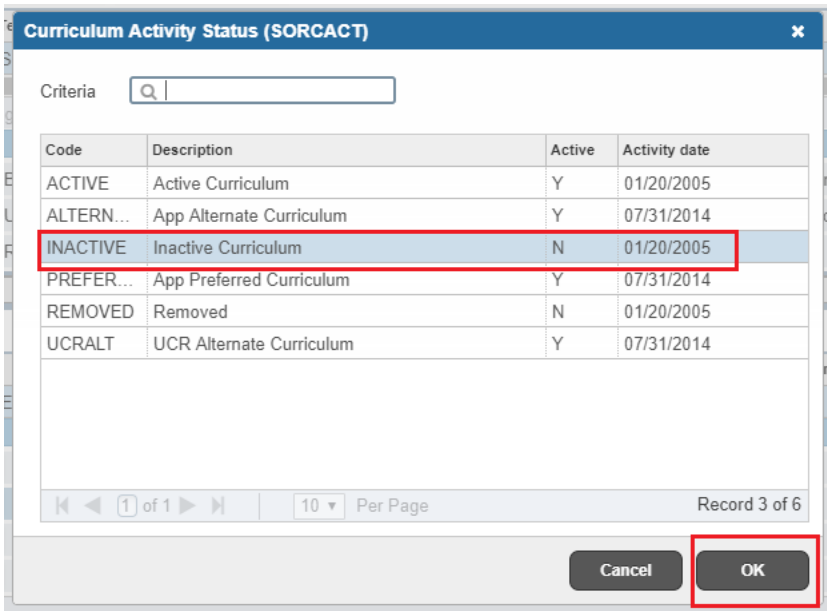 Curriculum Activity Status (SORCACT)
Criteria
Code Description Active Activity date
ACTIVE Active Curriculum Y 01/20/2005
ALTERN... App Alternate Curriculum Y 07/31/2014
INACTIVE Inactive Curriculum N 01/20/2005
PREFER... App Preferred Curriculum Y 07/31/2014
REMOVED Removed N 01/20/2005
UCRALT UCR Alternate Curriculum Y 07/31/2014
1 of 1 10 Per Page Record 3 of 6
Cancel OK